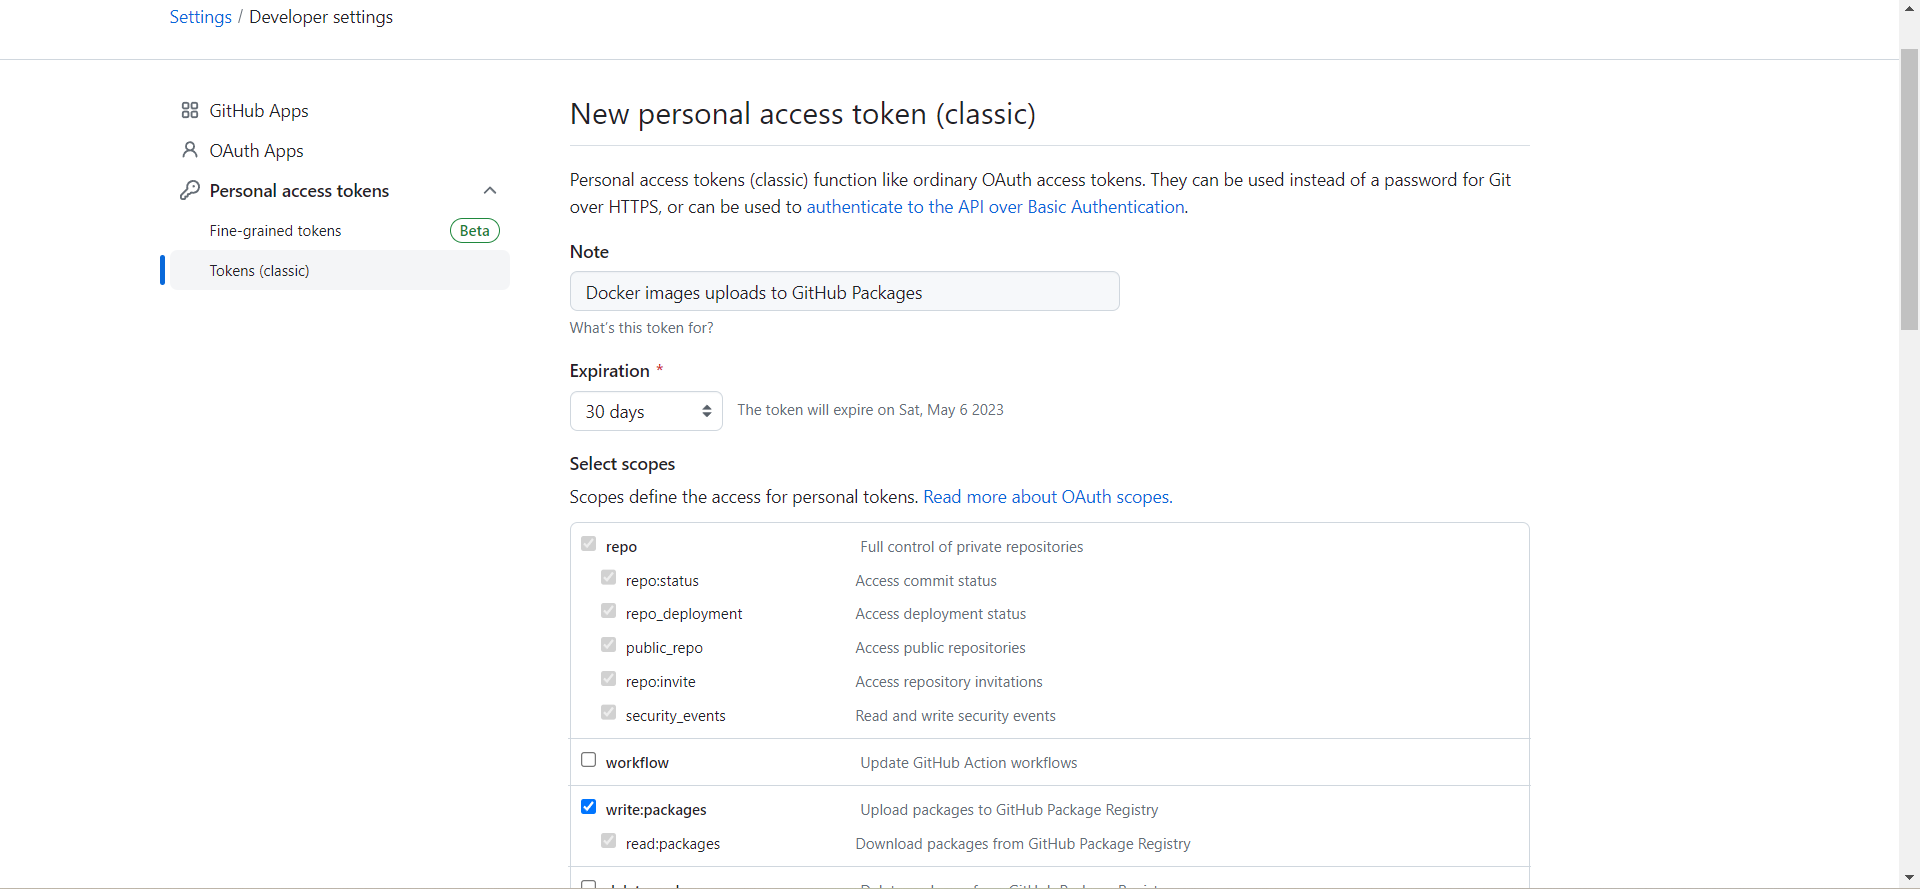 Settings / Developer settings
GitHub Apps
OAuth Apps
Personal access tokens
Fine-grained tokens Beta
Tokens (classic)
New personal access token (classic)
Personal access tokens (classic) function like ordinary OAuth access tokens. They can be used instead of a password for Git
over HTTPS, or can be used to authenticate to the API over Basic Authentication.
Note
Docker images uploads to GitHub Packages
What's this token for?
Expiration *
30 days The token will expire on Sat, May 6 2023
Select scopes
Scopes define the access for personal tokens. Read more about OAuth scopes.
repo Full control of private repositories
repo:status Access commit status
repo_deployment Access deployment status
public_repo Access public repositories
repo:invite Access repository invitations
security_events Read and write security events
workflow Update GitHub Action workflows
write:packages Upload packages to GitHub Package Registry
read:packages Download packages from GitHub Package Registry